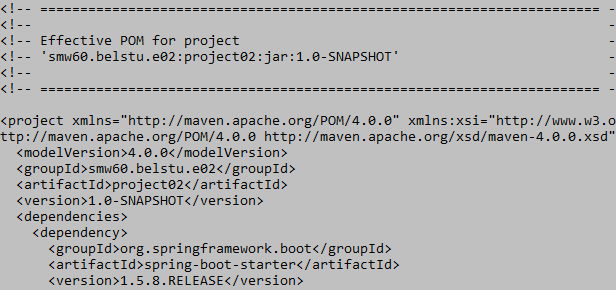 <!-- ==================================================================== -
<!-- -
<!-- Effective POM for project -
<!-- 'smw60.belstu.e02:project02:jar:1.0-SNAPSHOT' -
<!-- -
<!-- ==================================================================== -
<project xmlns="http://maven.apache.org/POM/4.0.0" xmlns:xsi="http://www.w3.o
ttp://maven.apache.org/POM/4.0.0 http://maven.apache.org/xsd/maven-4.0.0.xsd"
<modelVersion>4.0.0</modelVersion>
<groupId>smw60.belstu.e02</groupId>
<artifactId>project02</artifactId>
<version>1.0-SNAPSHOT</version>
<dependencies>
<dependency>
<groupId>org.springframework.boot</groupId>
<artifactId>spring-boot-starter</artifactId>
<version>1.5.8.RELEASE</version>